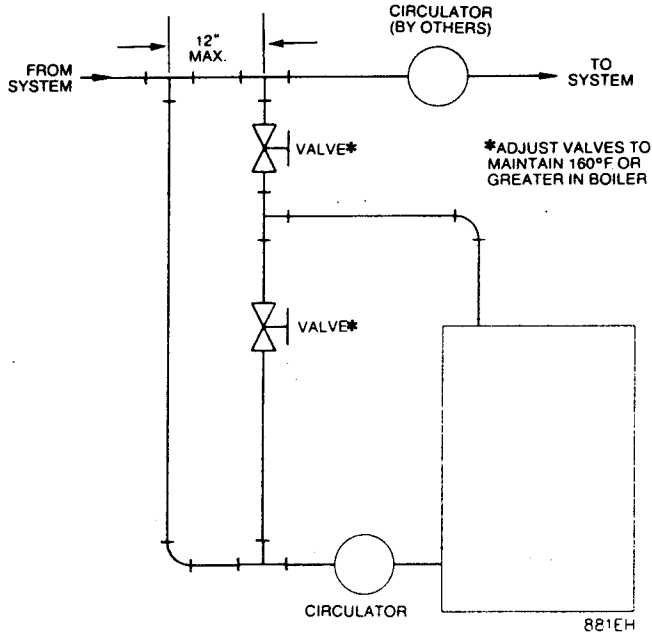 CIRCULATOR
(BY OTHERS)
12"
MAX.
FROM
SYSTEM
TO
SYSTEM
VALVE*
*ADJUST VALVES TO
MAINTAIN 160°F. OR
GREATER IN BOILER
VALVE*
CIRCULATOR
881EH